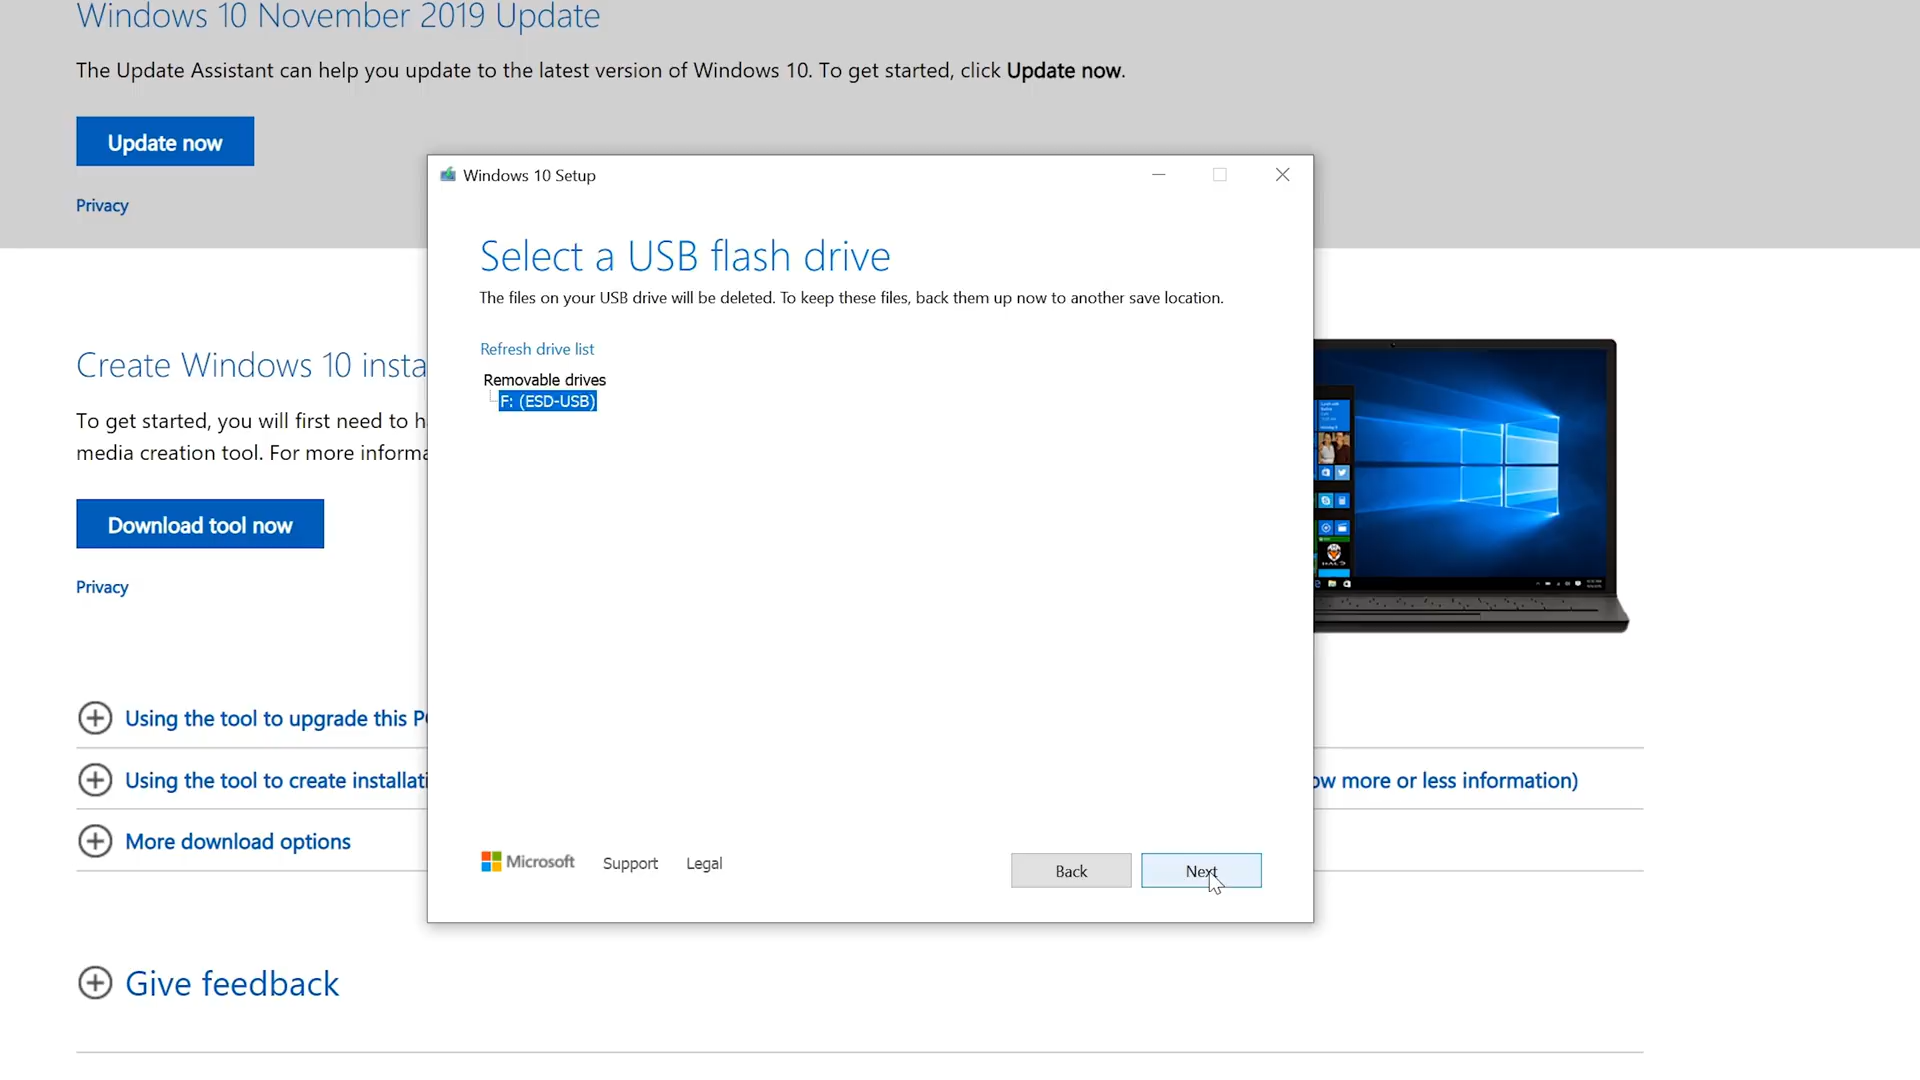 Windows 10 November 2019 Update
The Update Assistant can help you update to the latest version of Windows 10. To get started, click Update now.
Update now
Privacy
Windows 10 Setup
Select a USB flash drive
The files on your USB drive will be deleted. To keep these files, back them up now to another save location.
Refresh drive list
Removable drives
F: (ESD-USB)
Microsoft
Support
Legal
Back
Next
Create Windows 10 insta
To get started, you will first need to h
media creation tool. For more informa
Download tool now
Privacy
Using the tool to upgrade this P
Using the tool to create installati
ow more or less information)
More download options
Give feedback